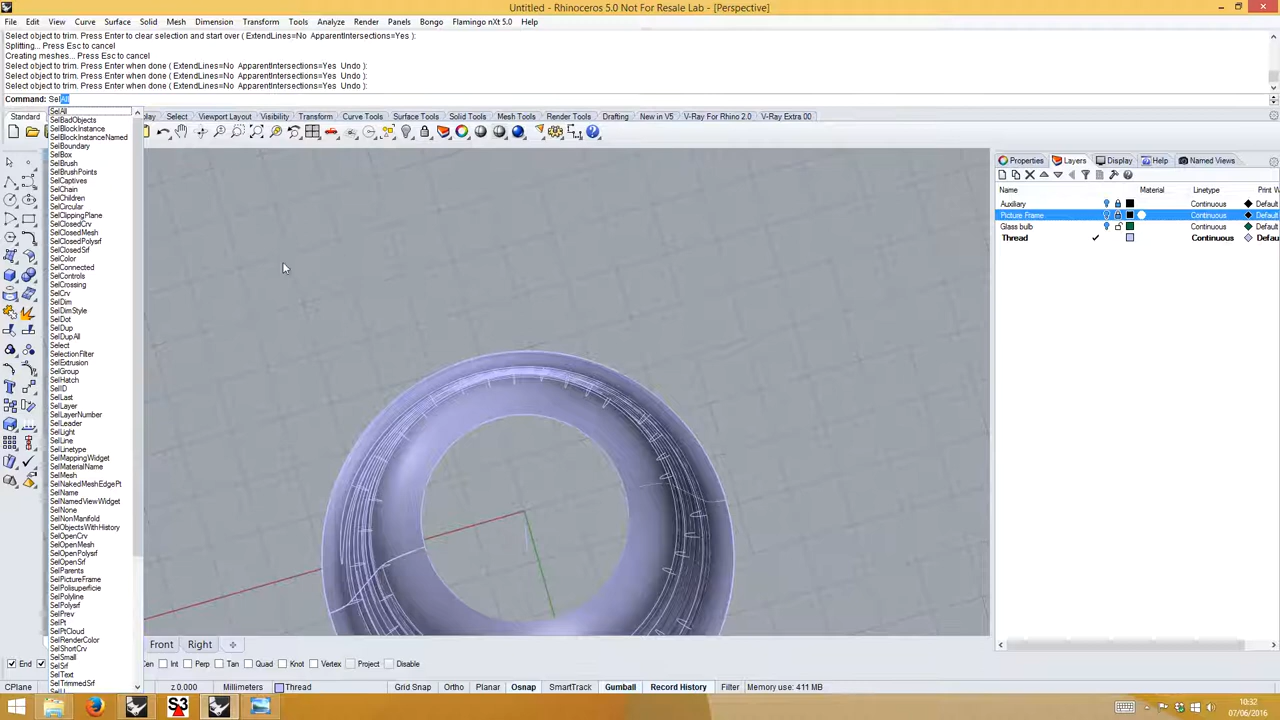 Untitled - Rhinoceros 5.0 Not For Resale Lab - [Perspective]
File Edit View Curve Surface Solid Mesh Dimension Transform Tools Analyze Render Panels Bongo Flamingo nXt 5.0 Help
Select object to trim. Press Enter to clear selection and start over ( ExtendLines=No ApparentIntersections=Yes ):
Splitting... Press Esc to cancel
Creating meshes... Press Esc to cancel
Select object to trim. Press Enter when done ( ExtendLines=No ApparentIntersections=Yes Undo ):
Select object to trim. Press Enter when done ( ExtendLines=No ApparentIntersections=Yes Undo ):
Select object to trim. Press Enter when done ( ExtendLines=No ApparentIntersections=Yes Undo ):
Command: SelAll
Standard Select Viewport Layout Visibility Transform Curve Tools Surface Tools Solid Tools Mesh Tools Render Tools Drafting New in V5 V-Ray For Rhino 2.0 V-Ray Extra 00
SelAll
SelBadObjects
SelBlockInstance
SelBlockInstanceNamed
SelBoundary
SelBox
SelBrush
SelBrushPoints
SelCaptives
SelChain
SelChildren
SelCircular
SelClippingPlane
SelClosedCrv
SelClosedMesh
SelClosedPolysrf
SelClosedSrf
SelColor
SelConnected
SelControls
SelCrossing
SelCrv
SelDim
SelDimStyle
SelDot
SelDup
SelDupAll
Select
SelectionFilter
SelExtrusion
SelGroup
SelHatch
SelID
SelLast
SelLayer
SelLayerNumber
SelLeader
SelLight
SelLine
SelLinetype
SelMappingWidget
SelMaterialName
SelMesh
SelNakedMeshEdgePt
SelName
SelNamedViewWidget
SelNone
SelNonManifold
SelObjectsWithHistory
SelOpenCrv
SelOpenMesh
SelOpenPolysrf
SelOpenSrf
SelParents
SelPictureFrame
SelPolisuperficie
SelPolyline
SelPolysrf
SelPrev
SelPt
SelPtCloud
SelRenderColor
SelShortCrv
SelSmall
SelSrf
SelText
SelTrimmedSrf
Properties Layers Display Help Named Views
Name Material Linetype Print W
Auxiliary Continuous Default
Picture Frame Continuous Default
Glass bulb Continuous Default
Thread Continuous Default
Front Right
End Cen Int Perp Tan Quad Knot Vertex Project Disable
CPlane z 0.000 Millimeters Thread Grid Snap Ortho Planar Osnap SmartTrack Gumball Record History Filter Memory use: 411 MB
S3
10:32
07/06/2016